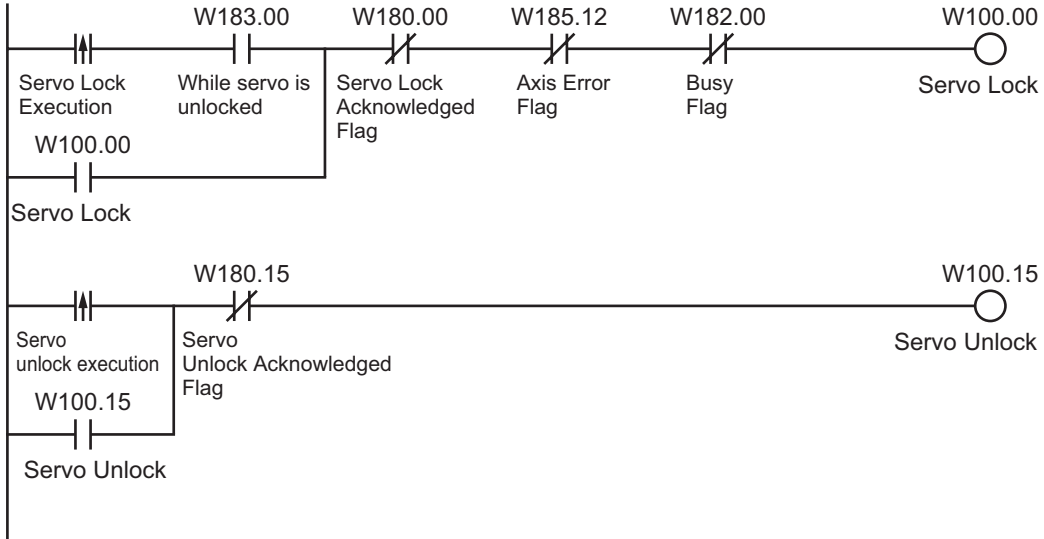 W183.00 W180.00 W185.12 W182.00 W100.00
Servo Lock
Execution
While servo is
unlocked
Servo Lock
Acknowledged
Flag
Axis Error
Flag
Busy
Flag
Servo Lock
W100.00
Servo Lock
W180.15 W100.15
Servo
unlock execution
Servo
Unlock Acknowledged
Flag
Servo Unlock
W100.15
Servo Unlock